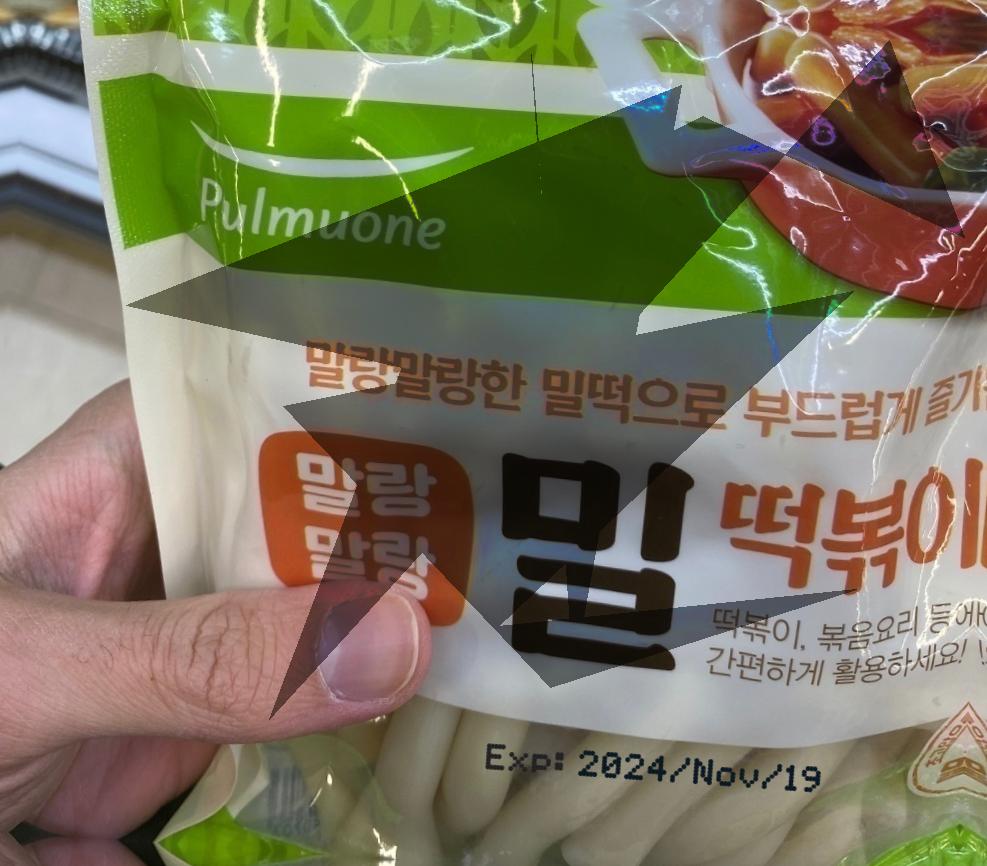 Pulmuone
말랑말랑한 밀떡으로 부드럽게
말랑
말랑
밀
떡볶이
떡볶이, 볶음요리 등에
간편하게 활용하세요!
Exp: 2024/Nov/19